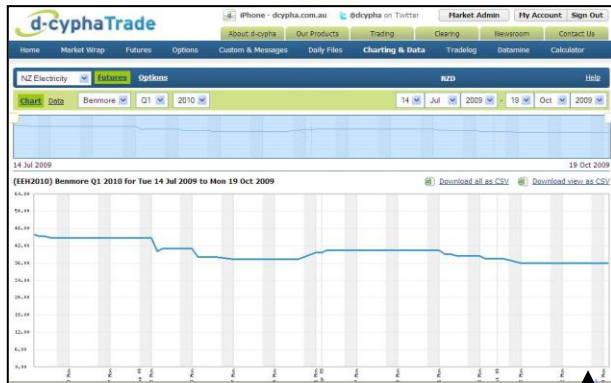 d-cyphaTrade
iPhone - dcypha.com.au @dcypha on Twitter Market Admin My Account Sign Out
About d-cypha Our Products Trading Clearing Newsroom Contact Us
Home Market Wrap Futures Options Custom & Messages Daily Files Charting & Data Tradelog Datamine Calculator
NZ Electricity Futures Options NZD Help
Chart Data Benmore Q1 2010 14 Jul 2009 - 19 Oct 2009
14 Jul 2009 19 Oct 2009
(EEH2010) Benmore Q1 2010 for Tue 14 Jul 2009 to Mon 19 Oct 2009 Download all as CSV Download view as CSV